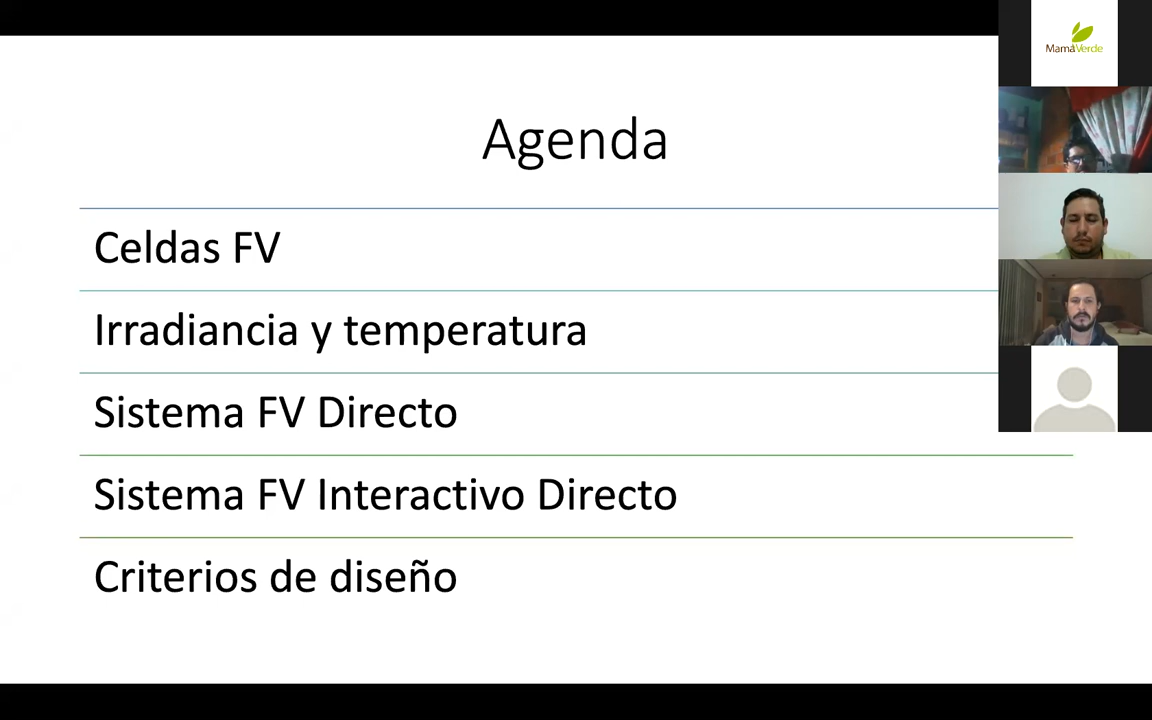 Agenda
Celdas FV
Irradiancia y temperatura
Sistema FV Directo
Sistema FV Interactivo Directo
Criterios de diseño
MamáVerde